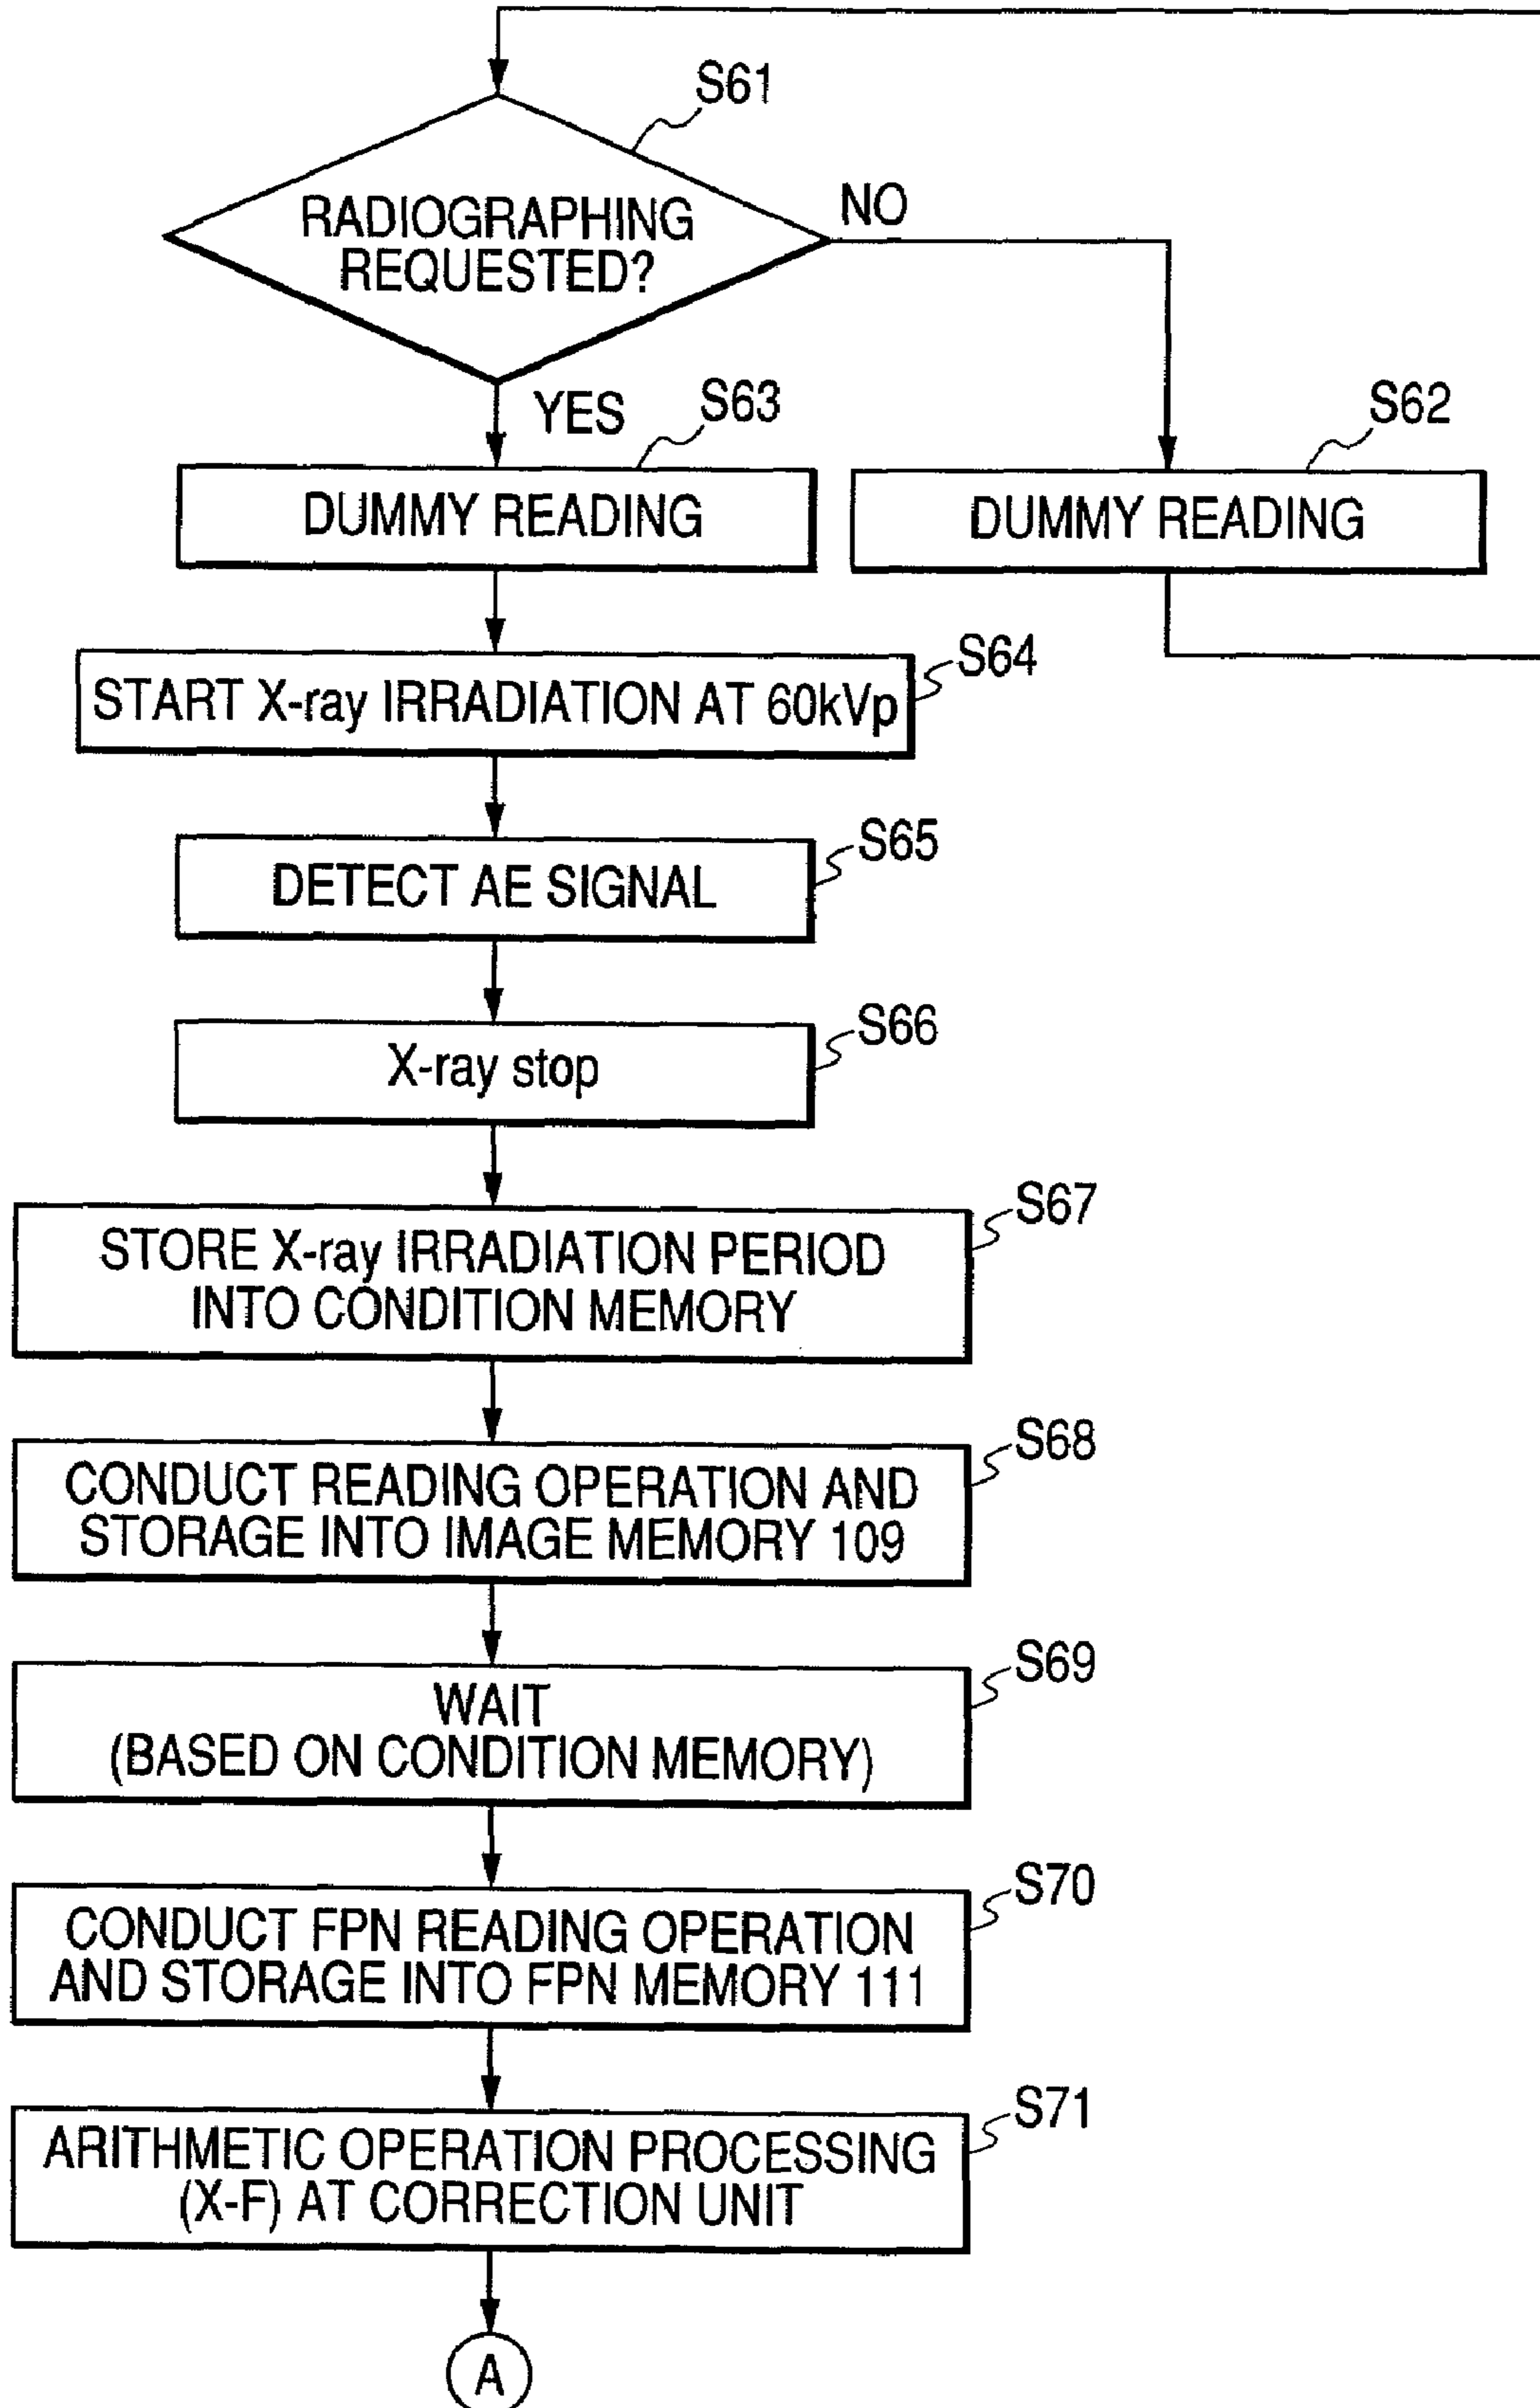 S61
RADIOGRAPHING
REQUESTED?
NO
YES
S63
DUMMY READING
S62
DUMMY READING
S64
START X-ray IRRADIATION AT 60kVp
S65
DETECT AE SIGNAL
S66
X-ray stop
S67
STORE X-ray IRRADIATION PERIOD
INTO CONDITION MEMORY
S68
CONDUCT READING OPERATION AND
STORAGE INTO IMAGE MEMORY 109
S69
WAIT
(BASED ON CONDITION MEMORY)
S70
CONDUCT FPN READING OPERATION
AND STORAGE INTO FPN MEMORY 111
S71
ARITHMETIC OPERATION PROCESSING
(X-F) AT CORRECTION UNIT
A